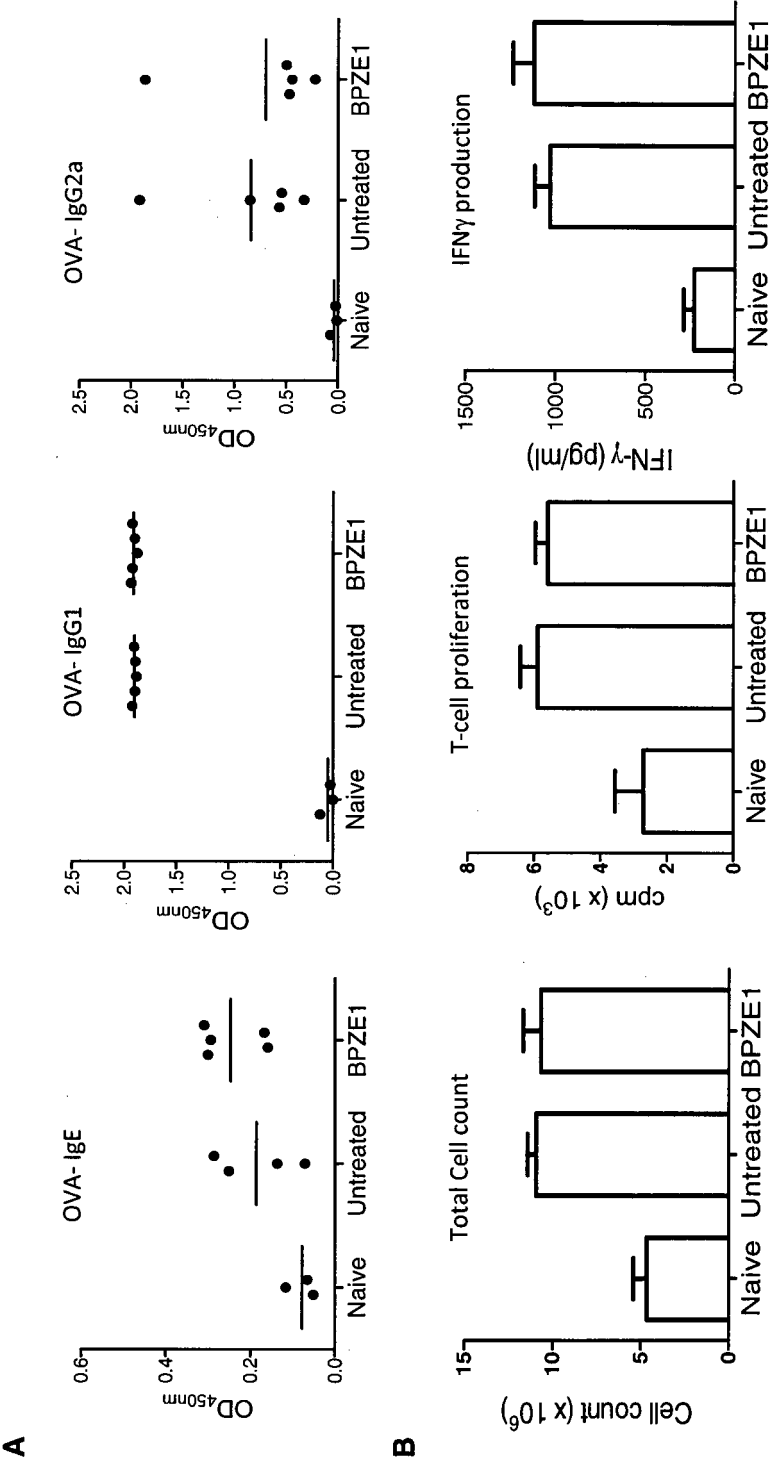 A
OVA- IgE
OD450nm
0.6
0.4
0.2
0.0
Naive
Untreated
BPZE1
OVA- IgG1
OD450nm
2.5
2.0
1.5
1.0
0.5
0.0
Naive
Untreated
BPZE1
OVA- IgG2a
OD450nm
2.5
2.0
1.5
1.0
0.5
0.0
Naive
Untreated
BPZE1
B
Total Cell count
Cell count (x 10⁶)
15
10
5
0
Naive
Untreated
BPZE1
T-cell proliferation
cpm (x 10³)
8
6
4
2
0
Naive
Untreated
BPZE1
IFNγ production
IFN-γ (pg/ml)
1500
1000
500
0
Naive
Untreated
BPZE1